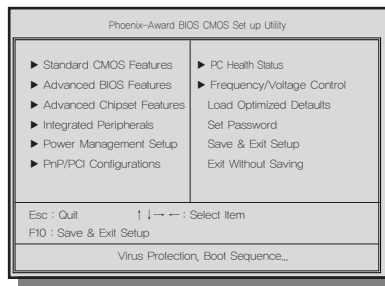 Phoenix-Award BIOS CMOS Set up Utility
▶ Standard CMOS Features
▶ Advanced BIOS Features
▶ Advanced Chipset Features
▶ Integrated Peripherals
▶ Power Management Setup
▶ PnP/PCI Configurations
▶ PC Health Status
▶ Frequency/Voltage Control
Load Optimized Defaults
Set Password
Save & Exit Setup
Exit Without Saving
Esc : Quit ↑ ↓ → ← : Select Item
F10 : Save & Exit Setup
Virus Protection, Boot Sequence...